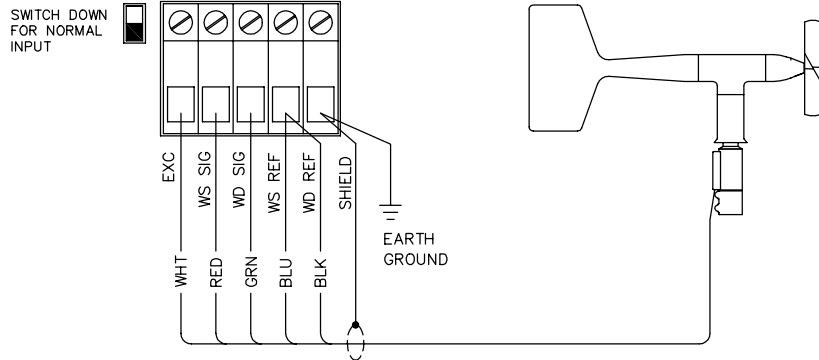 SWITCH DOWN
FOR NORMAL
INPUT
EXC
WS SIG
WD SIG
WS REF
WD REF
SHIELD
EARTH
GROUND
WHT
RED
GRN
BLU
BLK